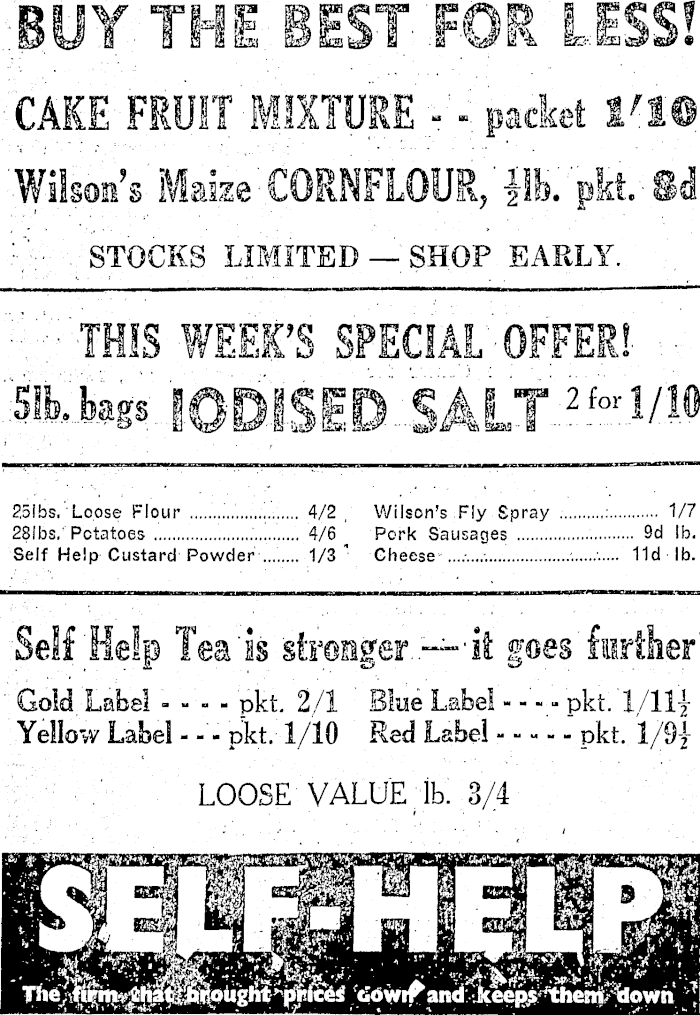 BUY THE BEST FOR LESS!
CAKE FRUIT MIXTURE - - packet 1/10
Wilson's Maize CORNFLOUR, ½lb. pkt. 8d
STOCKS LIMITED — SHOP EARLY.
THIS WEEK'S SPECIAL OFFER!
5lb. bags IODISED SALT 2 for 1/10
25lbs. Loose Flour ........................ 4/2
28lbs. Potatoes ................................ 4/6
Self Help Custard Powder ........ 1/3
Wilson's Fly Spray ...................... 1/7
Pork Sausages .......................... 9d lb.
Cheese ...................................... 11d lb.
Self Help Tea is stronger — it goes further
Gold Label - - - - pkt. 2/1 Blue Label - - - - pkt. 1/11½
Yellow Label - - - pkt. 1/10 Red Label - - - - - pkt. 1/9½
LOOSE VALUE lb. 3/4
SELF-HELP
The firm that brought prices down and keeps them down